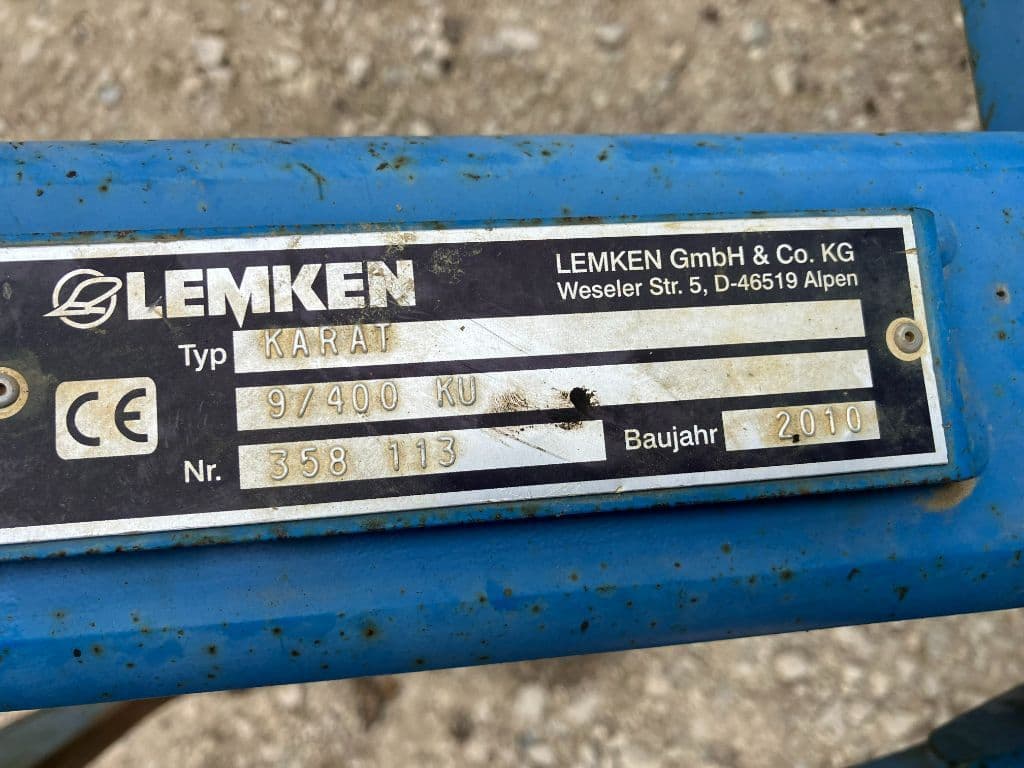 LEMKEN
LEMKEN GmbH & Co. KG
Weseler Str. 5, D-46519 Alpen
Typ KARAT
9/400 KU
CE
Nr. 358 113
Baujahr 2010